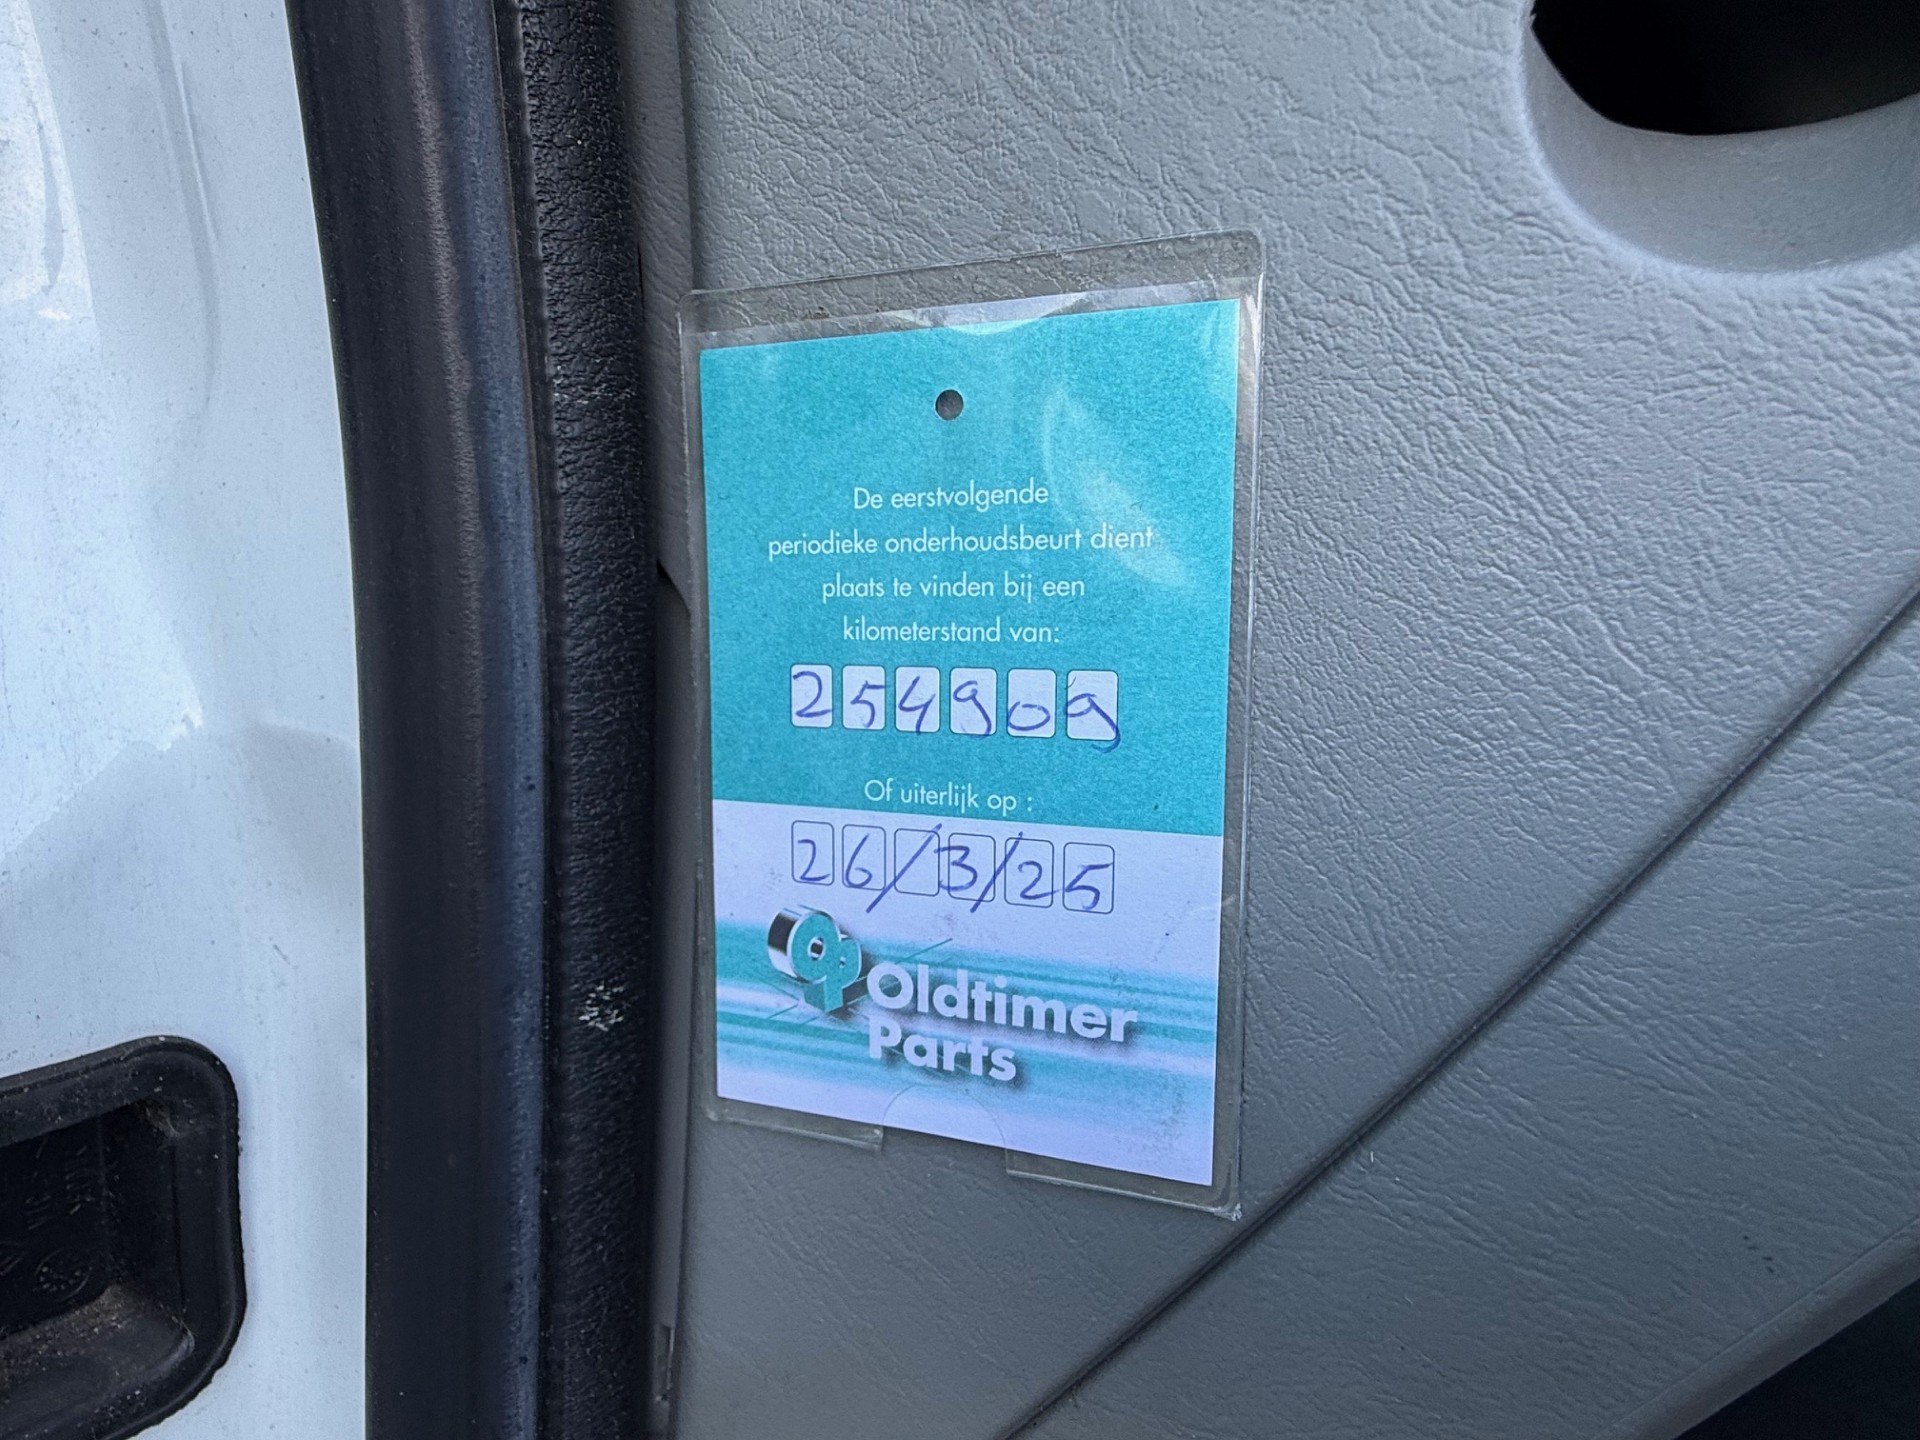 De eerstvolgende
periodieke onderhoudsbeurt dient
plaats te vinden bij een
kilometerstand van:
254909
Of uiterlijk op :
26/3/25
Oldtimer
Parts